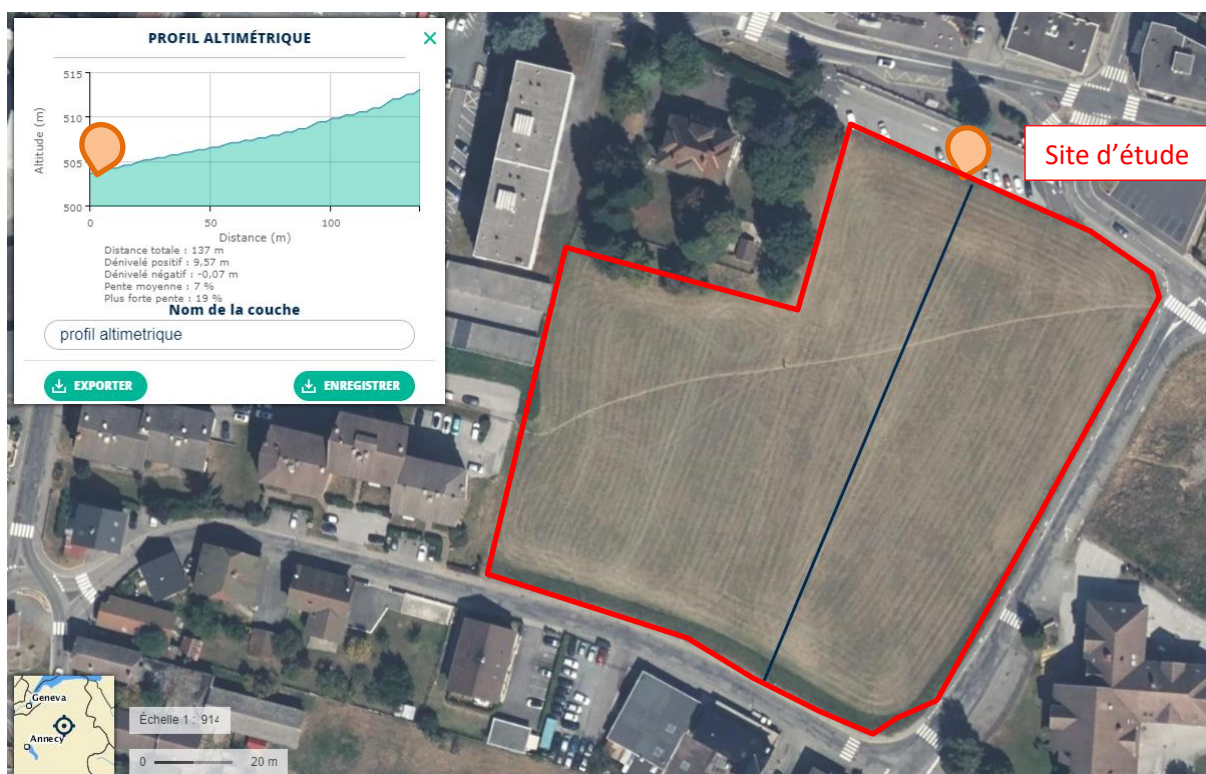 PROFIL ALTIMÉTRIQUE
515
510
505
500
Altitude (m)
0 50 100
Distance (m)
Distance totale : 137 m
Dénivelé positif : 9,57 m
Dénivelé négatif : -0,07 m
Pente moyenne : 7 %
Plus forte pente : 19 %
Nom de la couche
profil altimetrique
EXPORTER ENREGISTRER
Site d'étude
Geneva
Annecy
Échelle 1 : 914
0 20 m